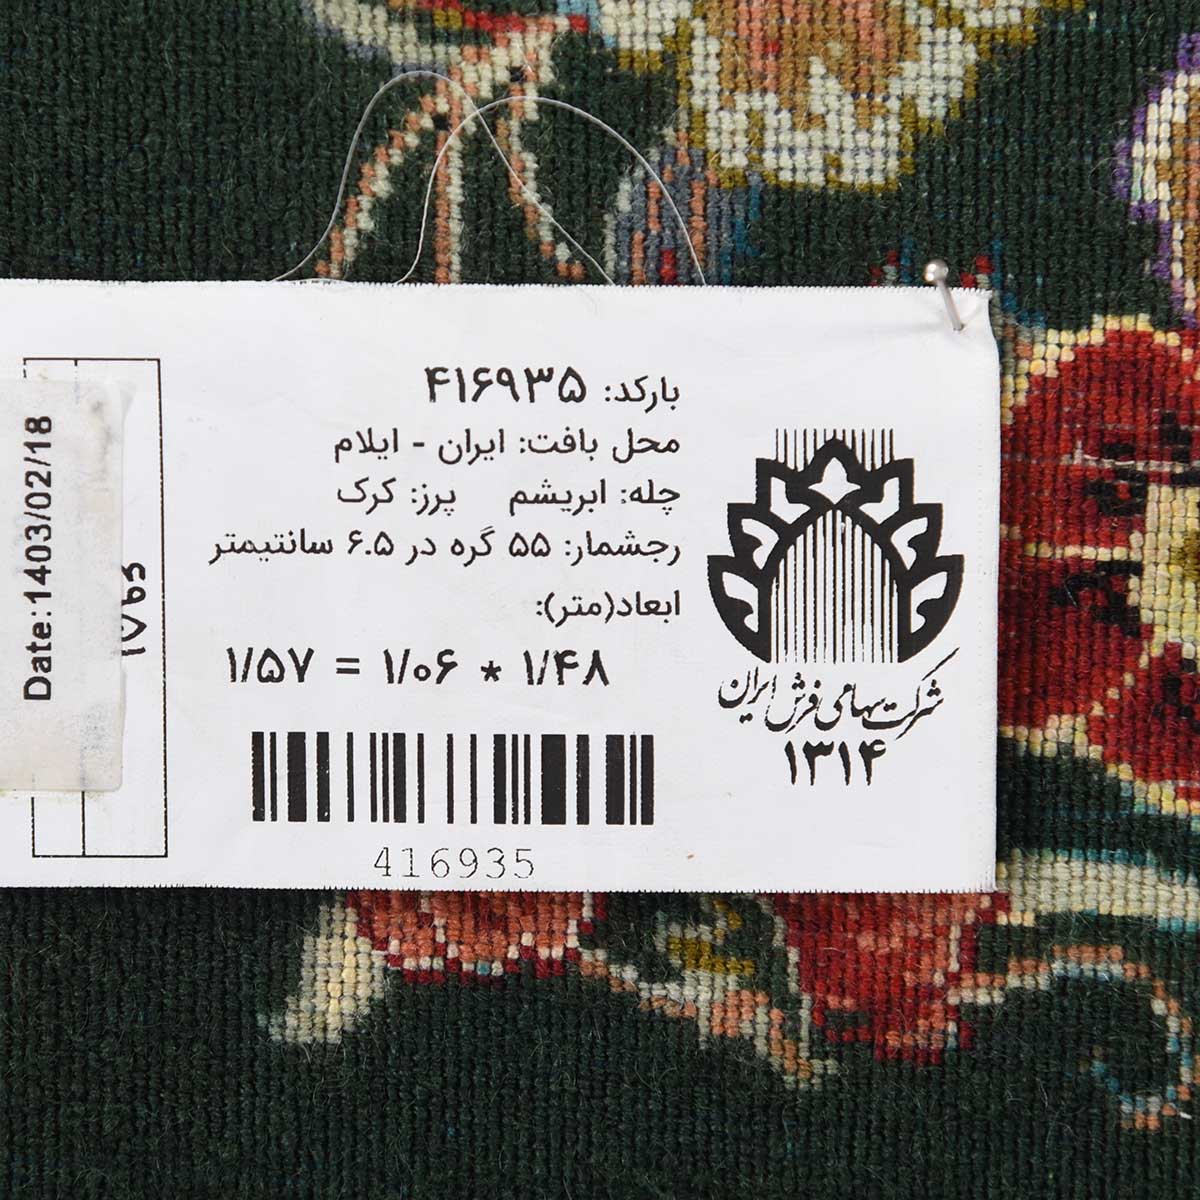 بارکد: ۴۱۶۹۳۵
محل بافت: ایران - ایلام
چله: ابریشم پرز: کرک
رجشمار: ۵۵ گره در ۶.۵ سانتیمتر
ابعاد(متر):
۱/۵۷ = ۱/۰۶ * ۱/۴۸
416935
شرکت سهامی فرش ایران
۱۳۱۴
Date:1403/02/18